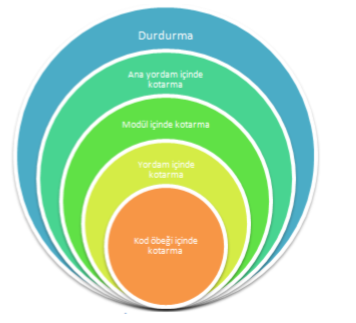 Durdurma
Ana yordam içinde
kotarma
Modül içinde kotarma
Yordam içinde
kotarma
Kod öbeği içinde
kotarma